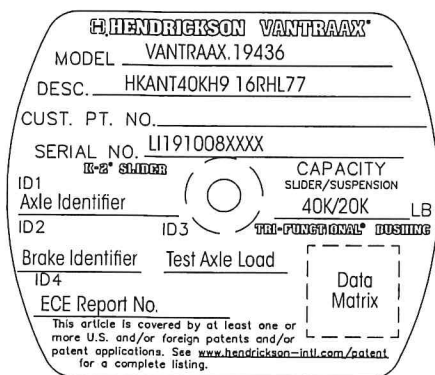 HENDRICKSON VANTRAAX®
MODEL VANTRAAX.19436
DESC. HKANT40KH9 16RHL77
CUST. PT. NO.
SERIAL NO. LI191008XXXX
K-2® SLIDER
CAPACITY
SLIDER/SUSPENSION
40K/20K LB
TRI-FUNCTIONAL® BUSHING
ID1
Axle Identifier
ID2 ID3
Brake Identifier Test Axle Load
ID4
ECE Report No.
Data
Matrix
This article is covered by at least one or
more U.S. and/or foreign patents and/or
patent applications. See www.hendrickson-intl.com/patent
for a complete listing.